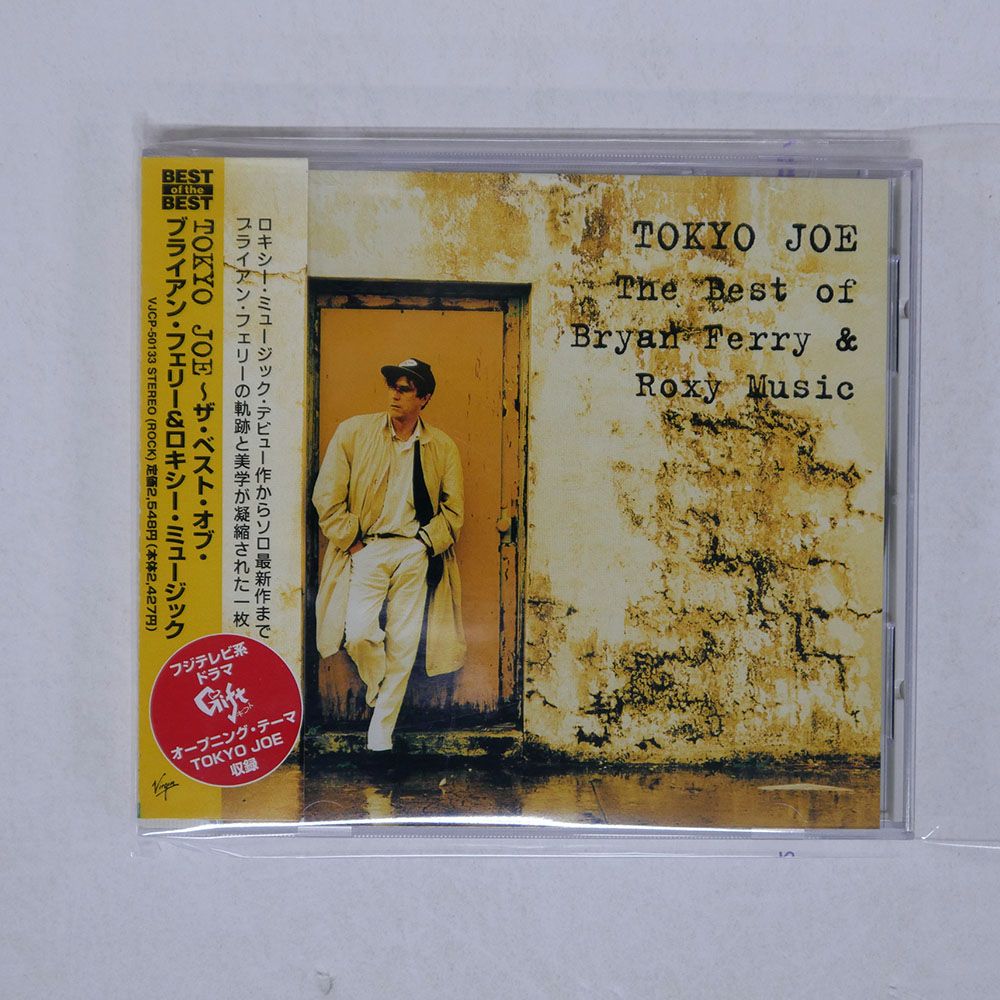 BEST
of the
BEST
TOKYO JOE～ザ・ベスト・オブ・
ブライアン・フェリー&ロキシー・ミュージック
VJCP-50133 STEREO (ROCK) 定価2,548円(本体2,427円)
ロキシー・ミュージック・デビュー作からソロ最新作まで
ブライアン・フェリーの軌跡と美学が凝縮された一枚
フジテレビ系
ドラマ
Gift
ギフト
オープニング・テーマ
TOKYO JOE
収録
Virgin
TOKYO JOE
The Best of
Bryan Ferry &
Roxy Music